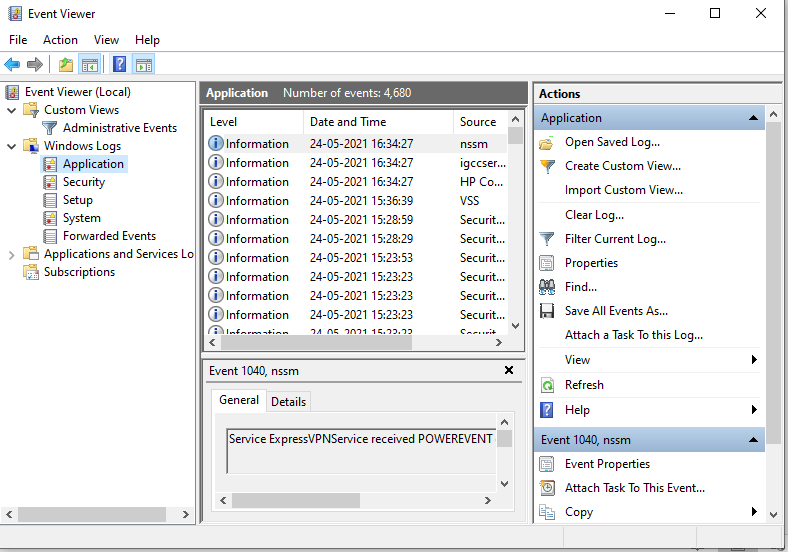 Event Viewer
File Action View Help
Event Viewer (Local)
Custom Views
Administrative Events
Windows Logs
Application
Security
Setup
System
Forwarded Events
Applications and Services Lo
Subscriptions
Application Number of events: 4,680
Level Date and Time Source
Information 24-05-2021 16:34:27 nssm
Information 24-05-2021 16:34:27 igccser...
Information 24-05-2021 16:34:27 HP Co...
Information 24-05-2021 15:36:39 VSS
Information 24-05-2021 15:28:59 Securit...
Information 24-05-2021 15:28:29 Securit...
Information 24-05-2021 15:23:53 Securit...
Information 24-05-2021 15:23:23 Securit...
Information 24-05-2021 15:23:23 Securit...
Information 24-05-2021 15:23:23 Securit...
Information 24-05-2021 15:23:23 Securit
Event 1040, nssm
General Details
Service ExpressVPNService received POWEREVENT
Actions
Application
Open Saved Log...
Create Custom View...
Import Custom View...
Clear Log...
Filter Current Log...
Properties
Find...
Save All Events As...
Attach a Task To this Log...
View
Refresh
Help
Event 1040, nssm
Event Properties
Attach Task To This Event...
Copy